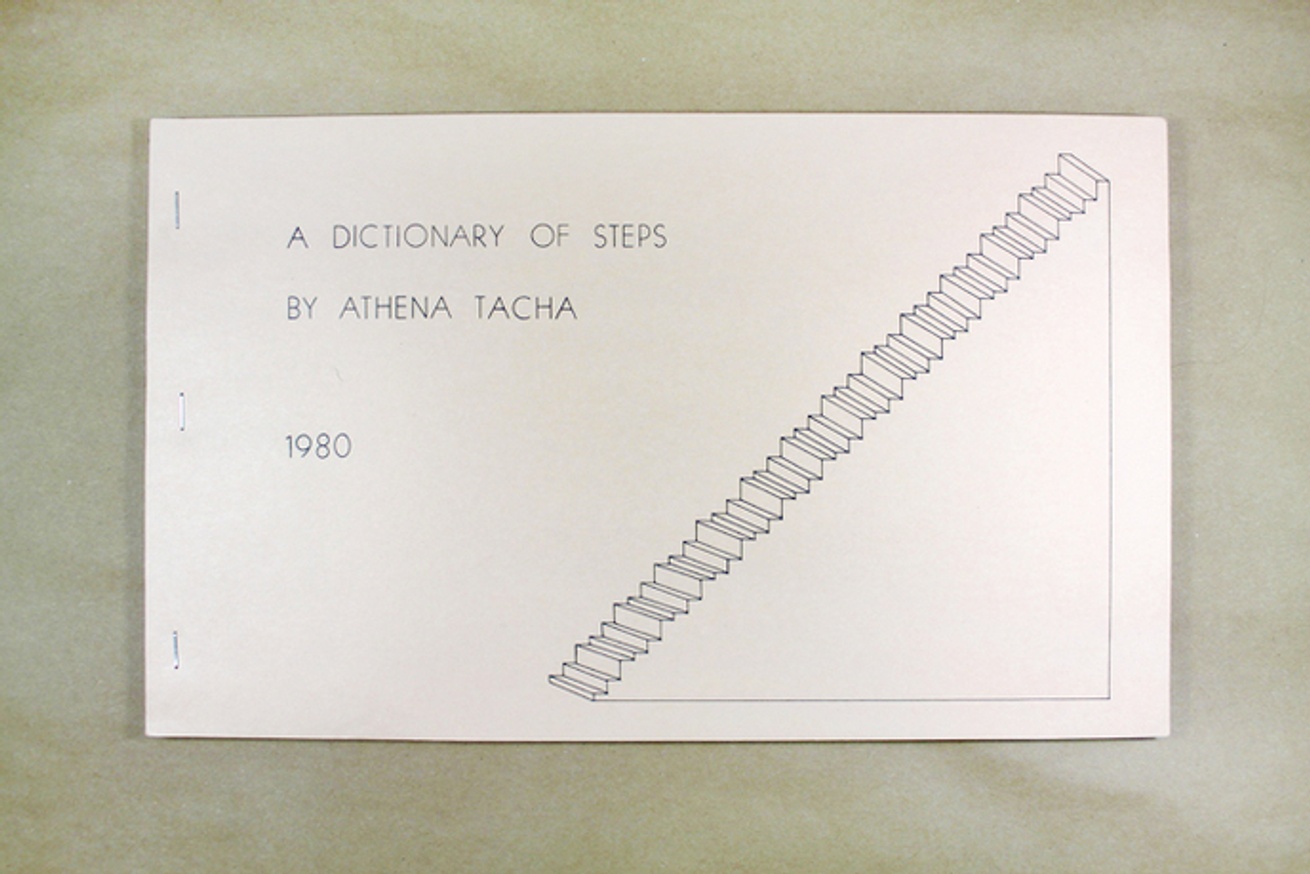 A DICTIONARY OF STEPS
BY ATHENA TACHA
1980